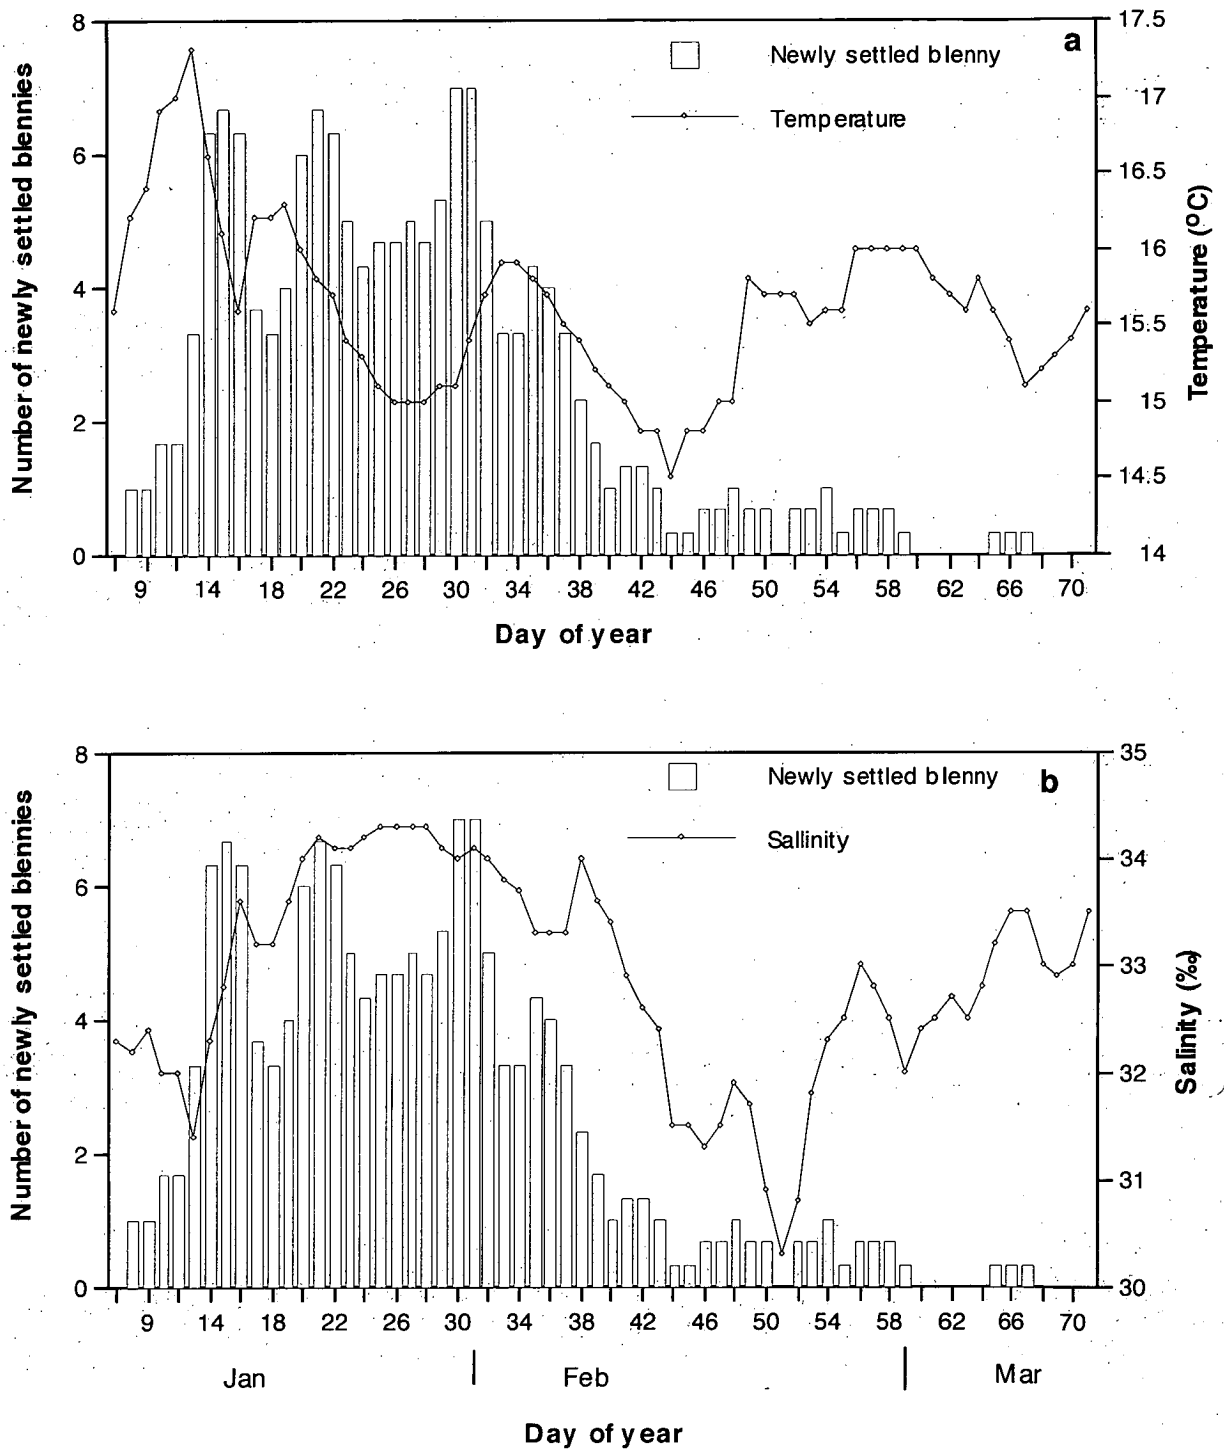 8
6
4
2
0
17.5
17
16.5
16
15.5
15
14.5
14
a
Newly settled blenny
Temperature
Number of newly settled blennies
Temperature (ºC)
9 14 18 22 26 30 34 38 42 46 50 54 58 62 66 70
Day of year
8
6
4
2
0
35
34
33
32
31
30
Newly settled blenny b
Sallinity
Number of newly settled blennies
Salinity (‰)
9 14 18 22 26 30 34 38 42 46 50 54 58 62 66 70
Jan Feb Mar
Day of year